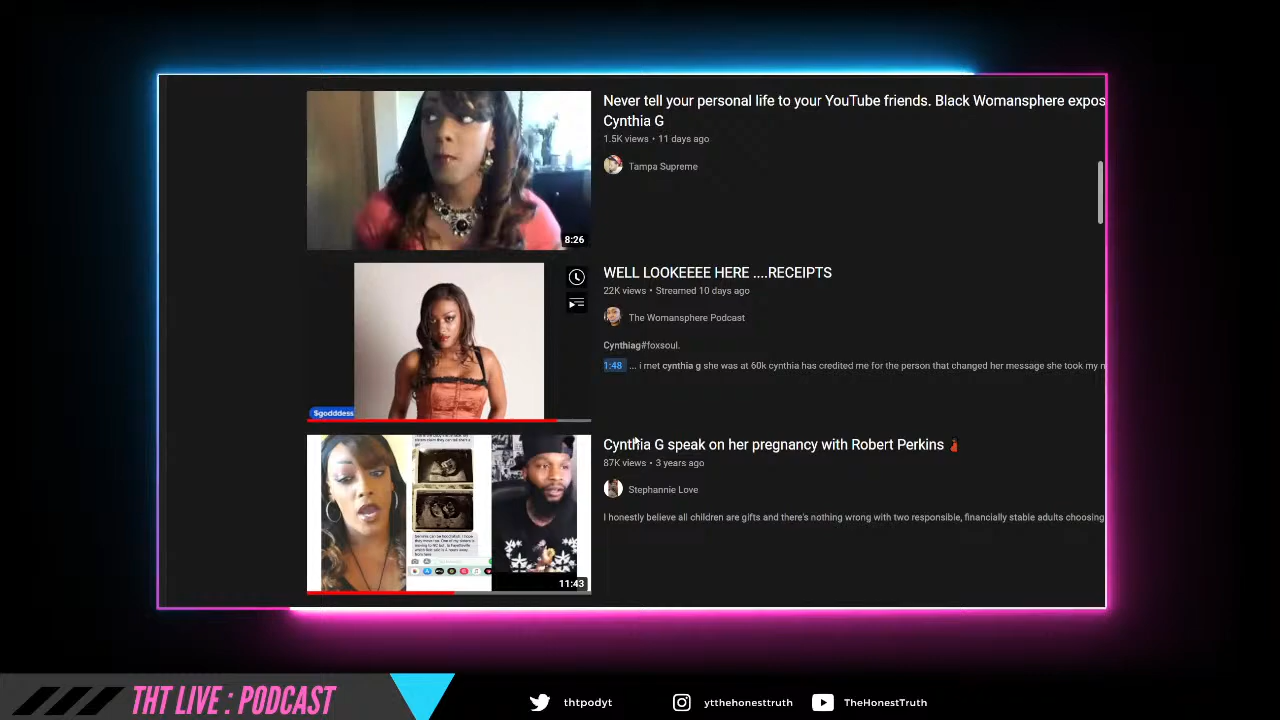 Never tell your personal life to your YouTube friends. Black Womansphere expos
Cynthia G
1.5K views • 11 days ago
Tampa Supreme
8:26
WELL LOOKEEEE HERE ....RECEIPTS
22K views • Streamed 10 days ago
The Womansphere Podcast
Cynthiag#foxsoul.
1:48 ... i met cynthia g she was at 60k cynthia has credited me for the person that changed her message she took my n
$godddess
Cynthia G speak on her pregnancy with Robert Perkins
87K views • 3 years ago
Stephannie Love
I honestly believe all children are gifts and there's nothing wrong with two responsible, financially stable adults choosing
11:43
THT LIVE : PODCAST
thtpodyt
ytthehonesttruth
TheHonestTruth